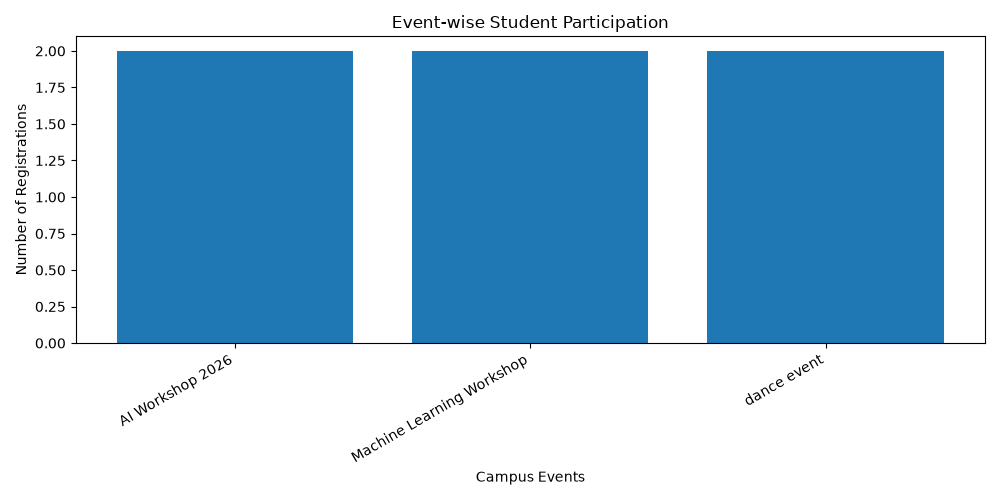 Event-wise Student Participation
Number of Registrations
2.00
1.75
1.50
1.25
1.00
0.75
0.50
0.25
0.00
AI Workshop 2026
Machine Learning Workshop
dance event
Campus Events